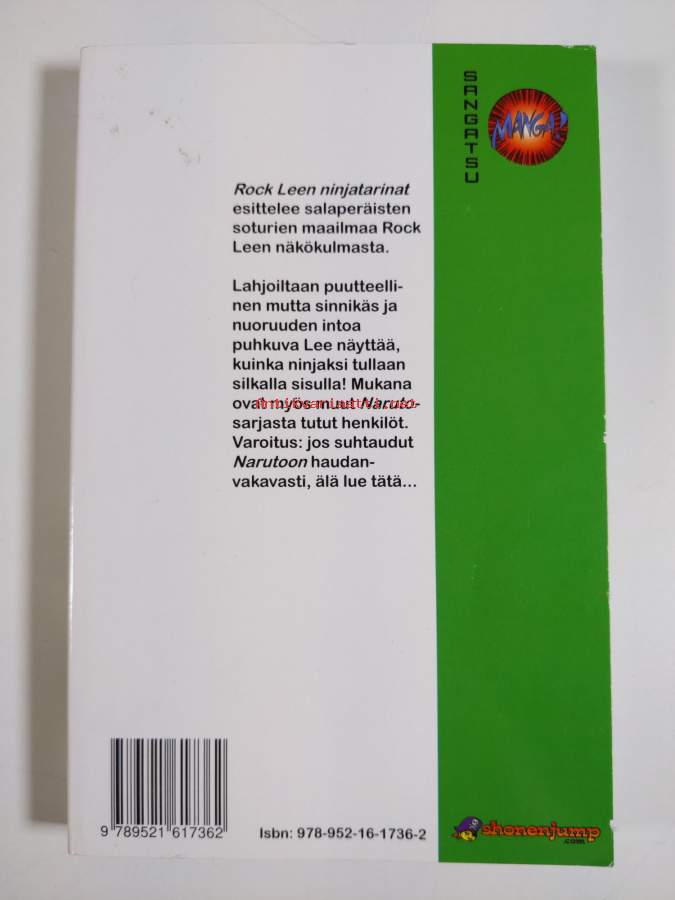 SANGATSU
MANGA!
Rock Leen ninjatarinat
esittelee salaperäisten
soturien maailmaa Rock
Leen näkökulmasta.
Lahjoiltaan puutteelli-
nen mutta sinnikäs ja
nuoruuden intoa
puhkuva Lee näyttää,
kuinka ninjaksi tullaan
silkalla sisulla! Mukana
ovat myös muut Naruto-
sarjasta tutut henkilöt.
Varoitus: jos suhtaudut
Narutoon haudan-
vakavasti, älä lue tätä...
Antikvariaatti.net
9 789521 617362
Isbn: 978-952-16-1736-2
shonenjump
.com